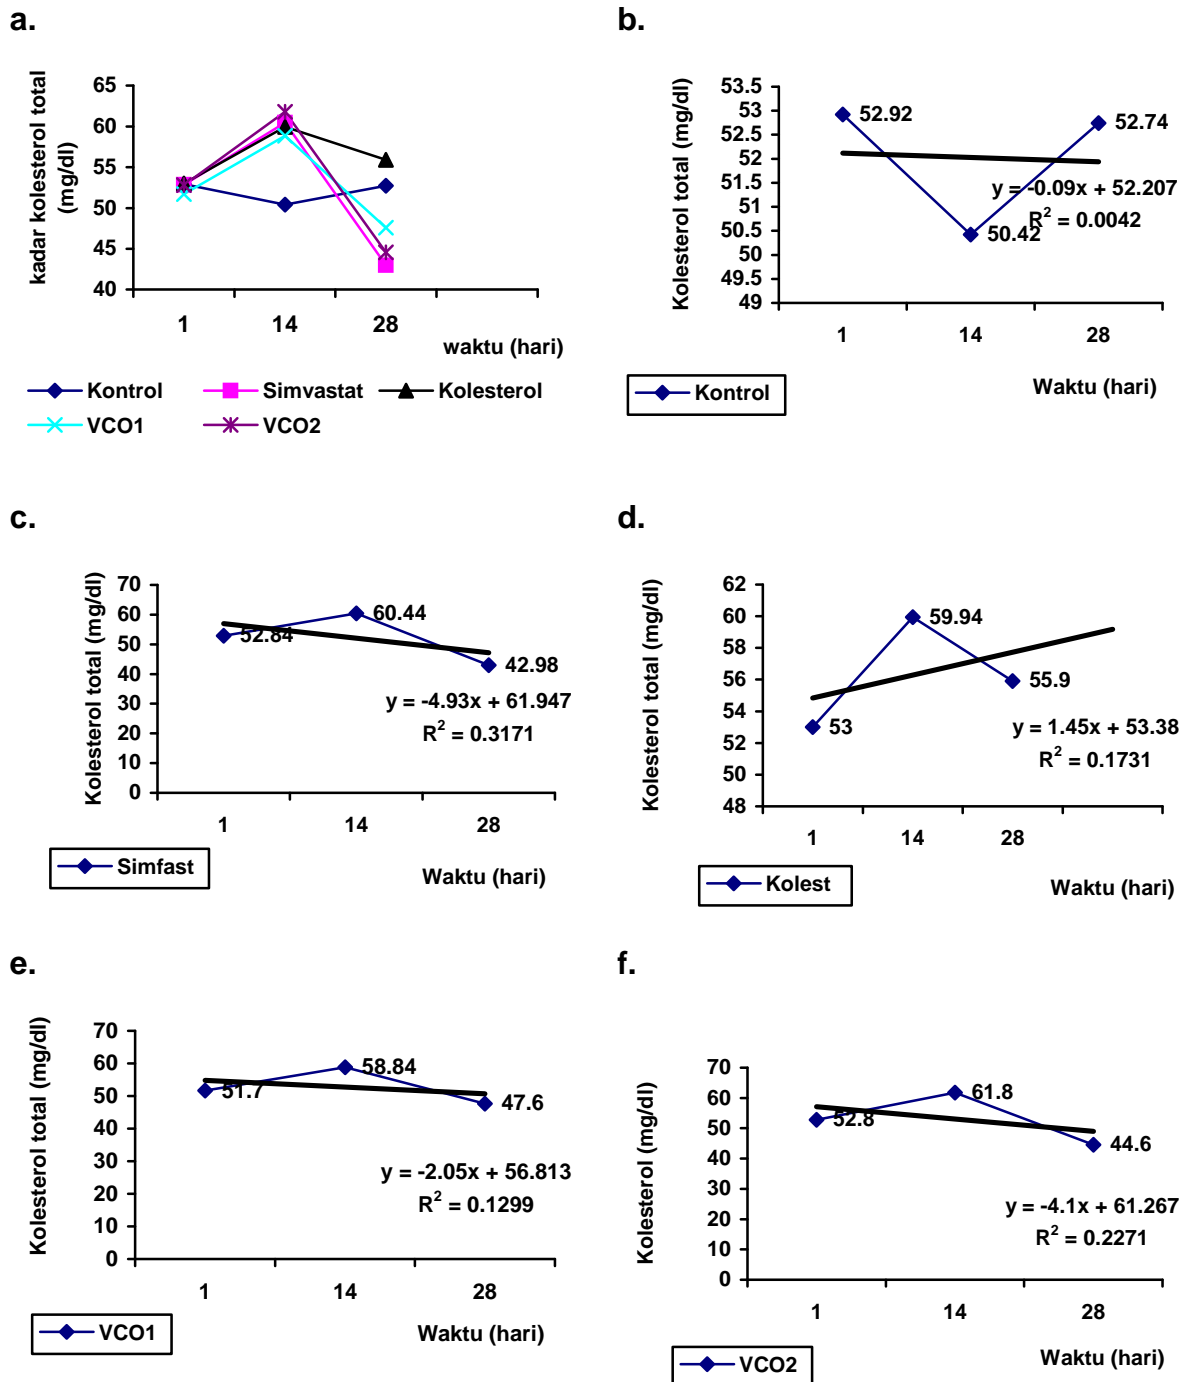 a.
kadar kolesterol total
(mg/dl)
65
60
55
50
45
40
1 14 28
waktu (hari)
Kontrol Simvastat Kolesterol
VCO1 VCO2
b.
Kolesterol total (mg/dl)
53.5
53
52.5
52
51.5
51
50.5
50
49.5
49
52.92
50.42
52.74
y = -0.09x + 52.207
R² = 0.0042
1 14 28
Waktu (hari)
Kontrol
c.
Kolesterol total (mg/dl)
70
60
50
40
30
20
10
0
52.84
60.44
42.98
y = -4.93x + 61.947
R² = 0.3171
1 14 28
Simfast
Waktu (hari)
d.
Kolesterol total (mg/dl)
62
60
58
56
54
52
50
48
53
59.94
55.9
y = 1.45x + 53.38
R² = 0.1731
1 14 28
Kolest
Waktu (hari)
e.
Kolesterol total (mg/dl)
70
60
50
40
30
20
10
0
51.7
58.84
47.6
y = -2.05x + 56.813
R² = 0.1299
1 14 28
VCO1
Waktu (hari)
f.
Kolesterol (mg/dl)
70
60
50
40
30
20
10
0
52.8
61.8
44.6
y = -4.1x + 61.267
R² = 0.2271
1 14 28
Waktu (hari)
VCO2